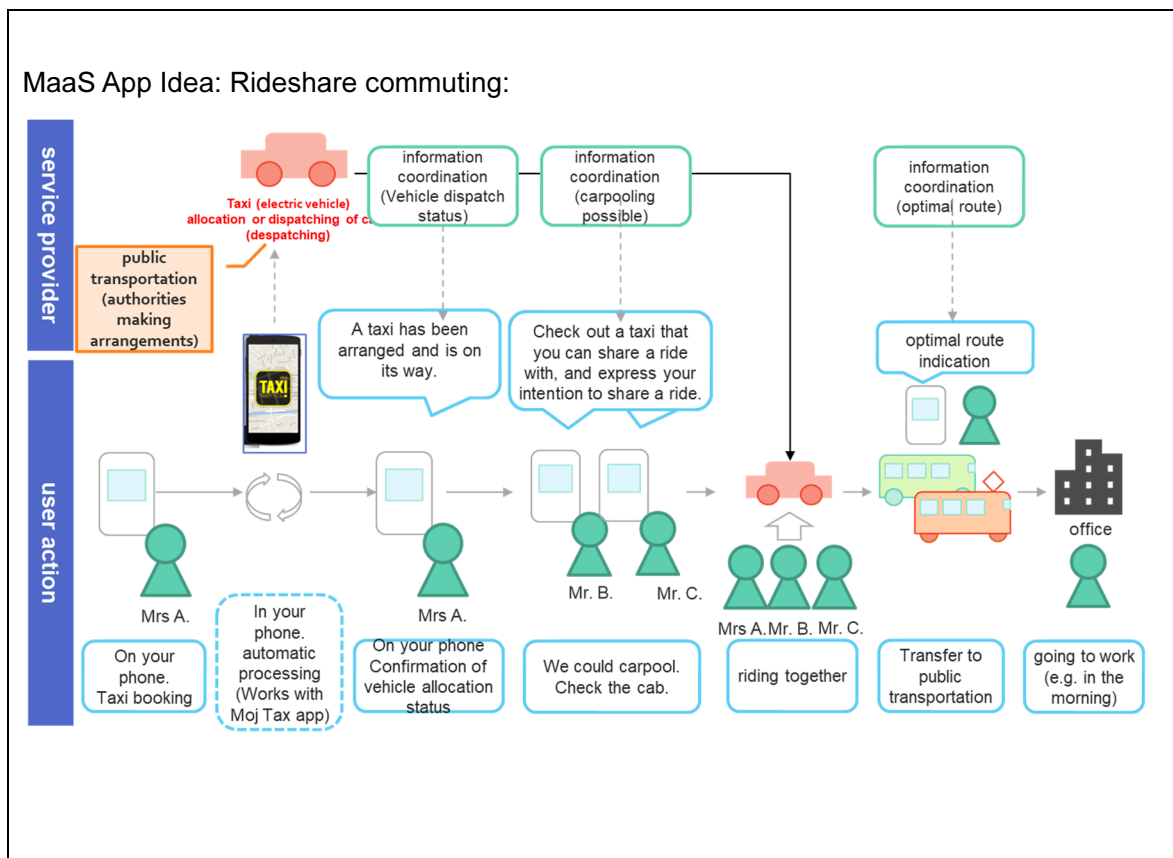 MaaS App Idea: Rideshare commuting:
service provider
Taxi (electric vehicle)
allocation or dispatching of c
(despatching)
public
transportation
(authorities
making
arrangements)
information
coordination
(Vehicle dispatch
status)
information
coordination
(carpooling
possible)
information
coordination
(optimal route)
A taxi has been
arranged and is on
its way.
Check out a taxi that
you can share a ride
with, and express your
intention to share a ride.
optimal route
indication
TAXI
user action
Mrs A.
Mrs A.
Mr. B.
Mr. C.
Mrs A. Mr. B. Mr. C.
office
On your
phone.
Taxi booking
In your
phone.
automatic
processing
(Works with
Moj Tax app)
On your phone
Confirmation of
vehicle allocation
status
We could carpool.
Check the cab.
riding together
Transfer to
public
transportation
going to work
(e.g. in the
morning)